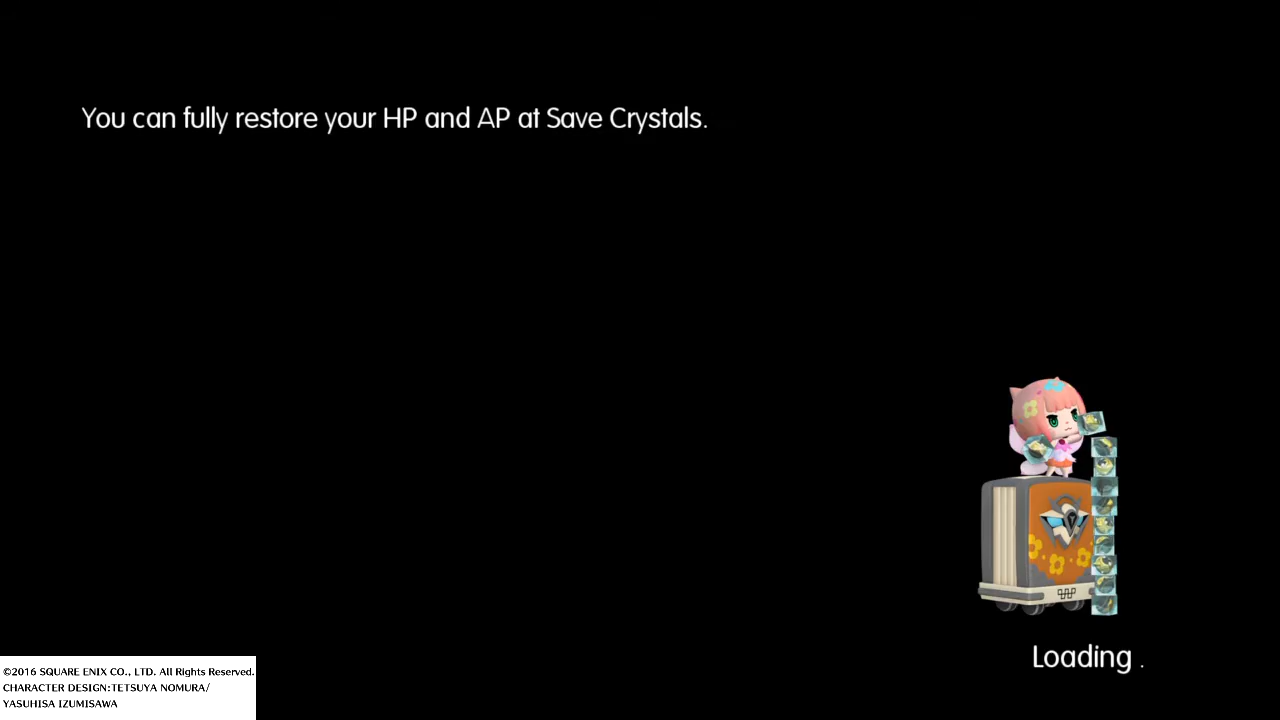 You can fully restore your HP and AP at Save Crystals.
Loading .
©2016 SQUARE ENIX CO., LTD. All Rights Reserved.
CHARACTER DESIGN:TETSUYA NOMURA/
YASUHISA IZUMISAWA